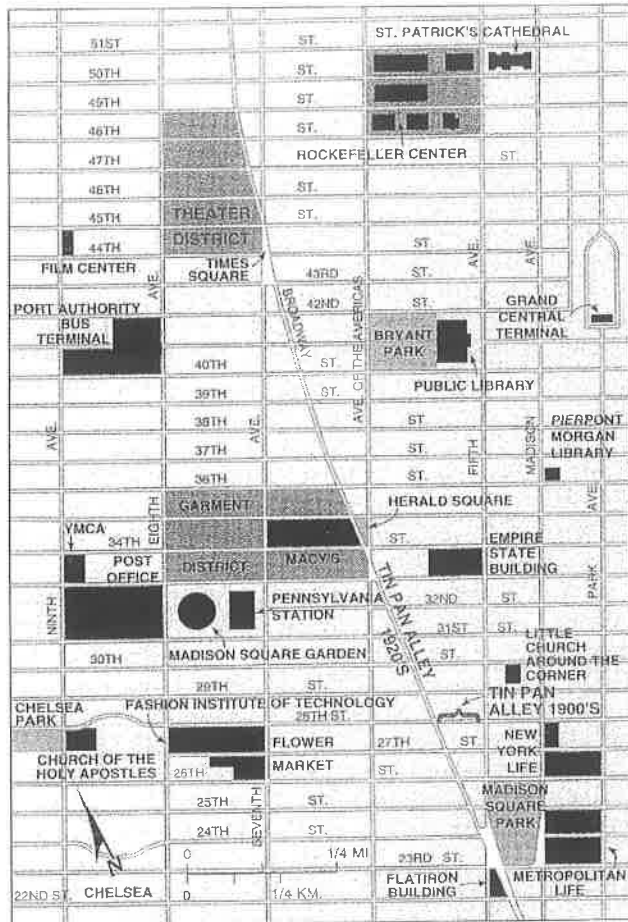 ST. PATRICK'S CATHEDRAL
51ST ST.
50TH ST.
49TH ST.
48TH ST.
ROCKEFELLER CENTER ST.
47TH ST.
46TH ST.
45TH ST.
THEATER
DISTRICT
44TH ST.
FILM CENTER
TIMES
SQUARE
43RD ST.
42ND ST.
AVE.
AVE.
AVE.
BROADWAY
AVE. OF THE AMERICAS
GRAND
CENTRAL
TERMINAL
PORT AUTHORITY
BUS
TERMINAL
BRYANT
PARK
PUBLIC LIBRARY
40TH ST.
39TH ST.
38TH ST.
37TH ST.
36TH ST.
AVE.
AVE.
FIFTH
MADISON
PIERPONT
MORGAN
LIBRARY
GARMENT
DISTRICT
HERALD SQUARE
MACY'S
EIGHTH
YMCA
34TH ST.
POST
OFFICE
EMPIRE
STATE
BUILDING
AVE.
PARK
NINTH
PENNSYLVANIA
STATION
MADISON SQUARE GARDEN
32ND ST.
31ST ST.
30TH ST.
TIN PAN ALLEY
1920'S
LITTLE
CHURCH
AROUND THE
CORNER
29TH ST.
TIN PAN
ALLEY 1900'S
FASHION INSTITUTE OF TECHNOLOGY
28TH ST.
CHELSEA
PARK
CHURCH OF THE
HOLY APOSTLES
FLOWER
MARKET
27TH ST.
26TH ST.
NEW
YORK
LIFE
MADISON
SQUARE
PARK
25TH ST.
24TH ST.
SEVENTH
N
0 1/4 MI
0 1/4 KM.
23RD ST.
22ND ST. CHELSEA
FLATIRON
BUILDING
METROPOLITAN
LIFE